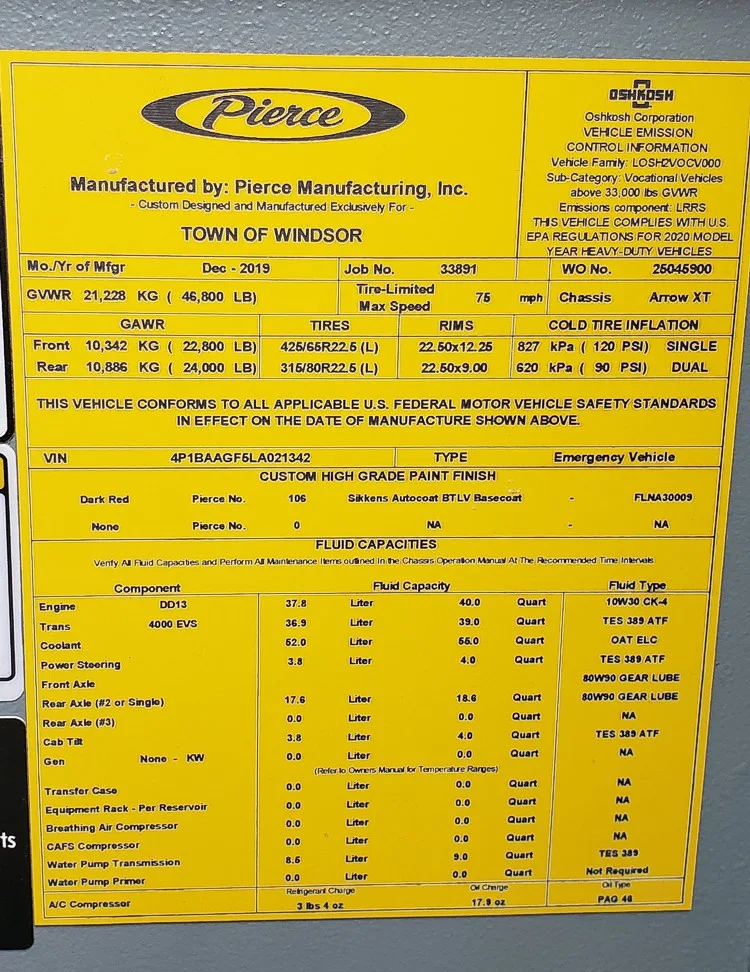 Pierce
Manufactured by: Pierce Manufacturing, Inc.
- Custom Designed and Manufactured Exclusively For -
TOWN OF WINDSOR
OSHKOSH
Oshkosh Corporation
VEHICLE EMISSION
CONTROL INFORMATION
Vehicle Family: LOSH2VOCV000
Sub-Category: Vocational Vehicles
above 33,000 lbs GVWR
Emissions component: LRRS
THIS VEHICLE COMPLIES WITH U.S.
EPA REGULATIONS FOR 2020 MODEL
YEAR HEAVY-DUTY VEHICLES
Mo./Yr of Mfgr Dec - 2019 Job No. 33891 WO No. 25045900
GVWR 21,228 KG ( 46,800 LB) Tire-Limited Max Speed 75 mph Chassis Arrow XT
GAWR TIRES RIMS COLD TIRE INFLATION
Front 10,342 KG ( 22,800 LB) 425/65R22.5 (L) 22.50x12.25 827 kPa ( 120 PSI) SINGLE
Rear 10,886 KG ( 24,000 LB) 315/80R22.5 (L) 22.50x9.00 620 kPa ( 90 PSI) DUAL
THIS VEHICLE CONFORMS TO ALL APPLICABLE U.S. FEDERAL MOTOR VEHICLE SAFETY STANDARDS
IN EFFECT ON THE DATE OF MANUFACTURE SHOWN ABOVE.
VIN 4P1BAAGF5LA021342 TYPE Emergency Vehicle
CUSTOM HIGH GRADE PAINT FINISH
Dark Red Pierce No. 106 Sikkens Autocoat BTLV Basecoat - FLNA30009
None Pierce No. 0 NA - NA
FLUID CAPACITIES
Verify All Fluid Capacities and Perform All Maintenance Items outlined In the Chassis Operation Manual At The Recommended Time Intervals
Component Fluid Capacity Fluid Type
Engine DD13 37.8 Liter 40.0 Quart 10W30 CK-4
Trans 4000 EVS 36.9 Liter 39.0 Quart TES 389 ATF
Coolant 52.0 Liter 55.0 Quart OAT ELC
Power Steering 3.8 Liter 4.0 Quart TES 389 ATF
Front Axle 80W90 GEAR LUBE
Rear Axle (#2 or Single) 17.6 Liter 18.6 Quart 80W90 GEAR LUBE
Rear Axle (#3) 0.0 Liter 0.0 Quart NA
Cab Tilt 3.8 Liter 4.0 Quart TES 389 ATF
Gen None - KW 0.0 Liter 0.0 Quart NA
(Refer to Owners Manual for Temperature Ranges)
Transfer Case 0.0 Liter 0.0 Quart NA
Equipment Rack - Per Reservoir 0.0 Liter 0.0 Quart NA
Breathing Air Compressor 0.0 Liter 0.0 Quart NA
CAFS Compressor 0.0 Liter 0.0 Quart NA
Water Pump Transmission 8.5 Liter 9.0 Quart TES 389
Water Pump Primer 0.0 Liter 0.0 Quart Not Required
Refrigerant Charge Oil Charge Oil Type
A/C Compressor 3 lbs 4 oz 17.9 oz PAG 46
ts